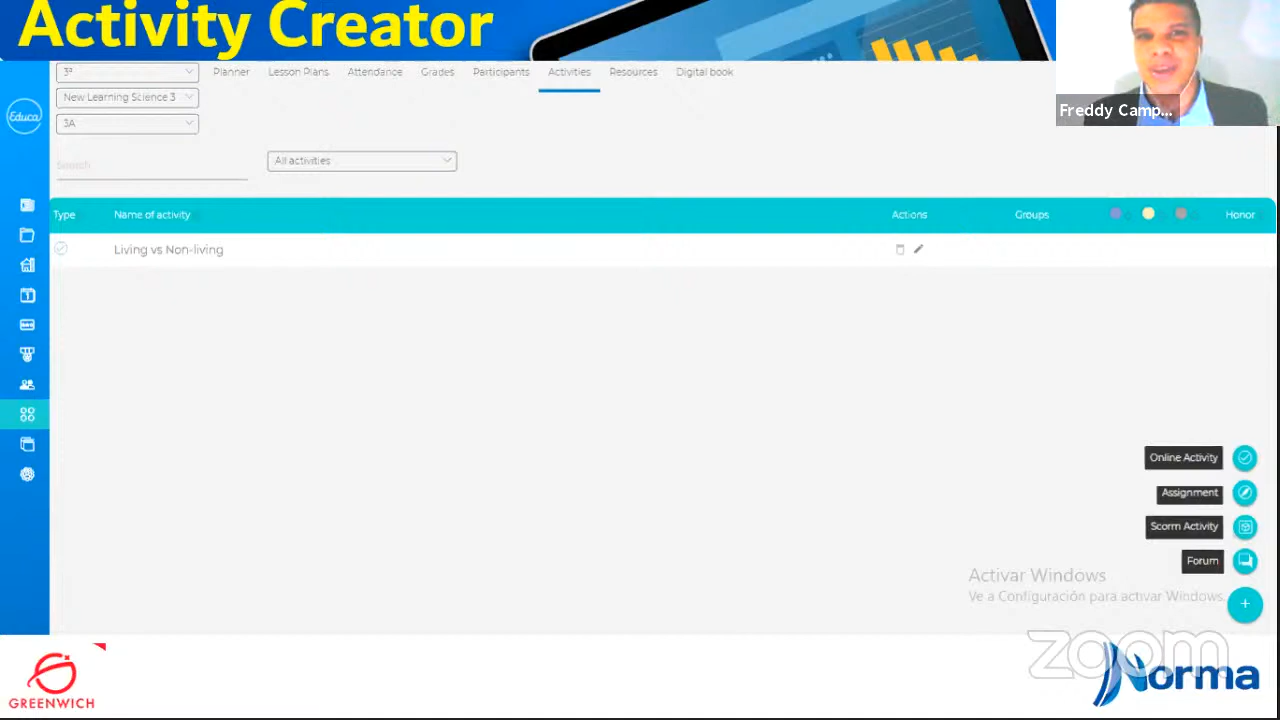 Activity Creator
Freddy Camp...
3ª
Planner
Lesson Plans
Attendance
Grades
Participants
Activities
Resources
Digital book
Educa
New Learning Science 3
3A
Search
All activities
Type
Name of activity
Actions
Groups
Honor
Living vs Non-living
Online Activity
Assignment
Scorm Activity
Forum
Activar Windows
Ve a Configuración para activar Windows.
+
zoom
GREENWICH
Norma